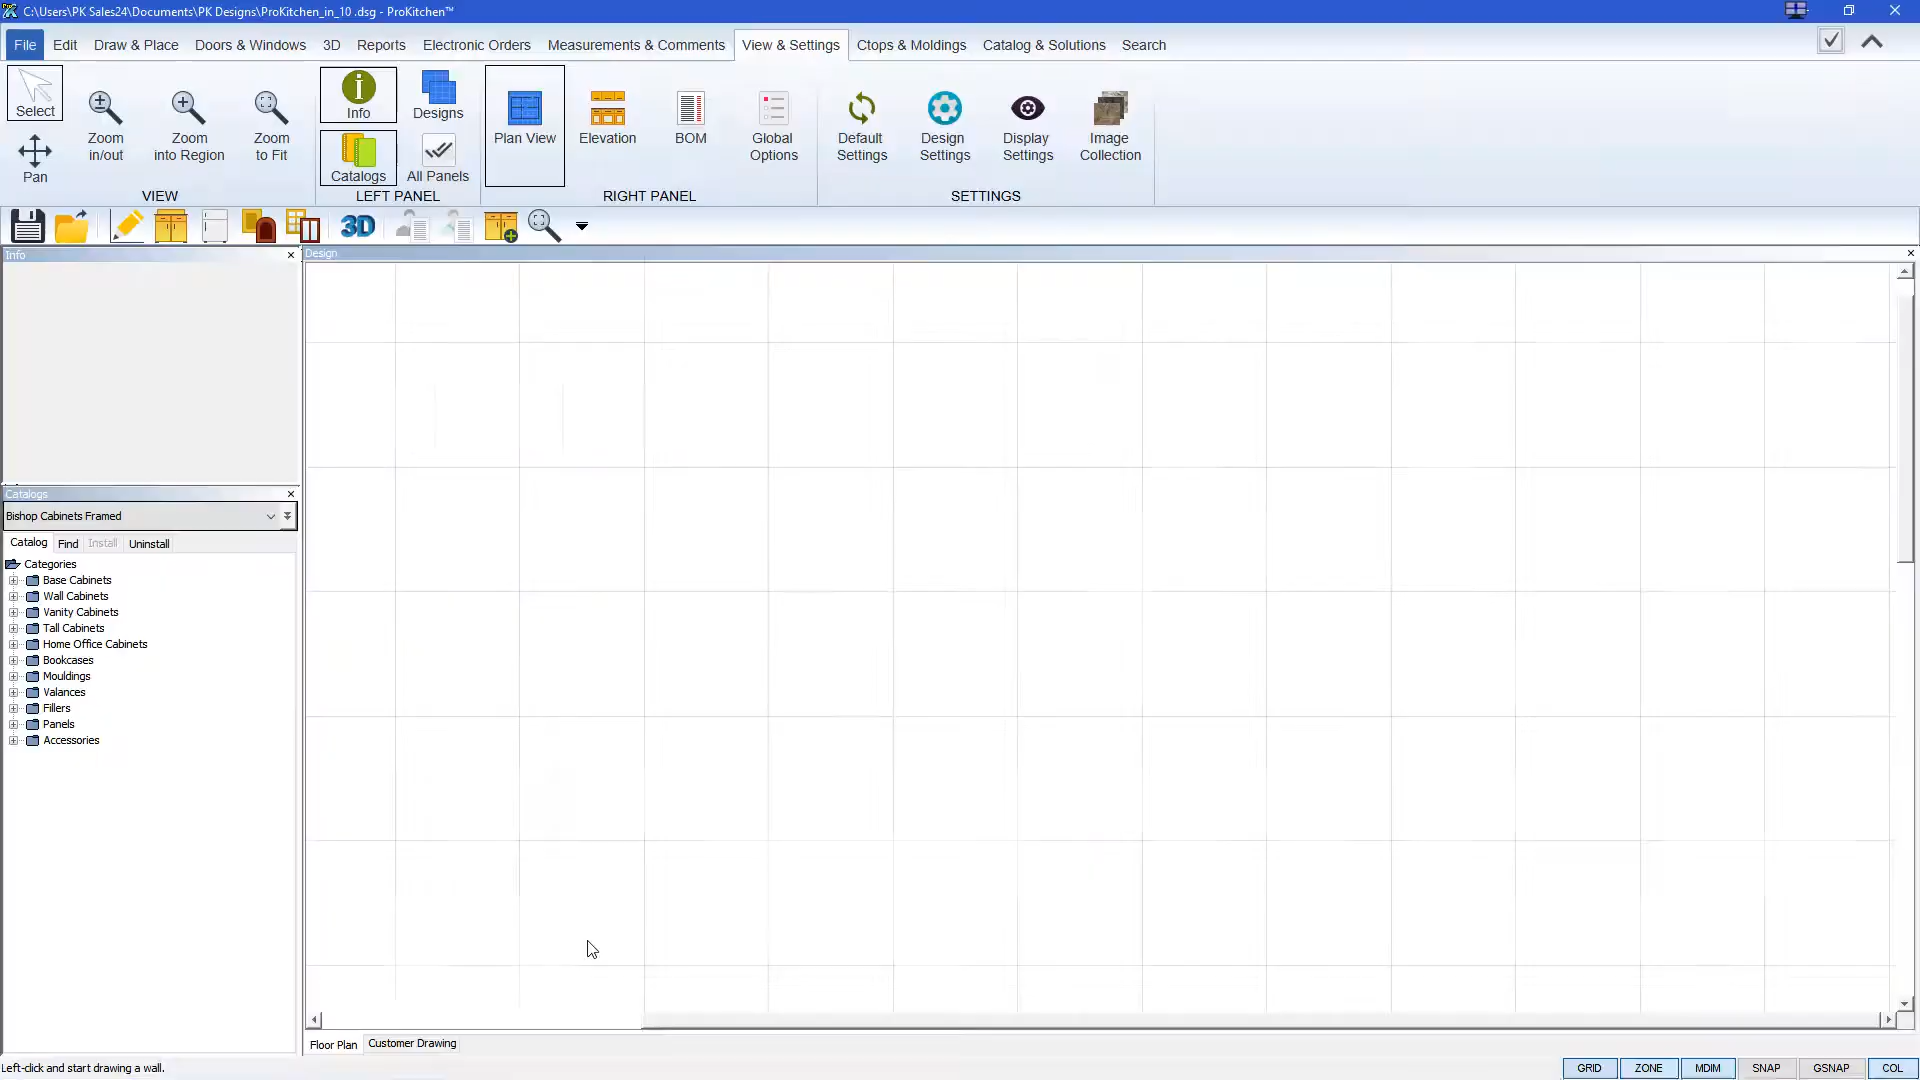 C:\Users\PK Sales24\Documents\PK Designs\ProKitchen_in_10 .dsg - ProKitchen™
File Edit Draw & Place Doors & Windows 3D Reports Electronic Orders Measurements & Comments View & Settings Ctops & Moldings Catalog & Solutions Search
Select
Pan
Zoom in/out
Zoom into Region
Zoom to Fit
VIEW
Info
Designs
Catalogs
All Panels
LEFT PANEL
Plan View
Elevation
BOM
Global Options
RIGHT PANEL
Default Settings
Design Settings
Display Settings
Image Collection
SETTINGS
3D
Info
Design
Catalogs
Bishop Cabinets Framed
Catalog Find Install Uninstall
Categories
Base Cabinets
Wall Cabinets
Vanity Cabinets
Tall Cabinets
Home Office Cabinets
Bookcases
Mouldings
Valances
Fillers
Panels
Accessories
Floor Plan Customer Drawing
Left-click and start drawing a wall.
GRID ZONE MDIM SNAP GSNAP COL